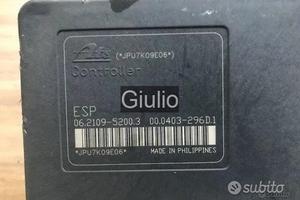 Ate
(*JPU7K09E06*)
Controller
Giulio
ESP
06.2109-5200.3 00.0403-296D.1
*JPU7K09E06*
MADE IN PHILIPPINES
subito